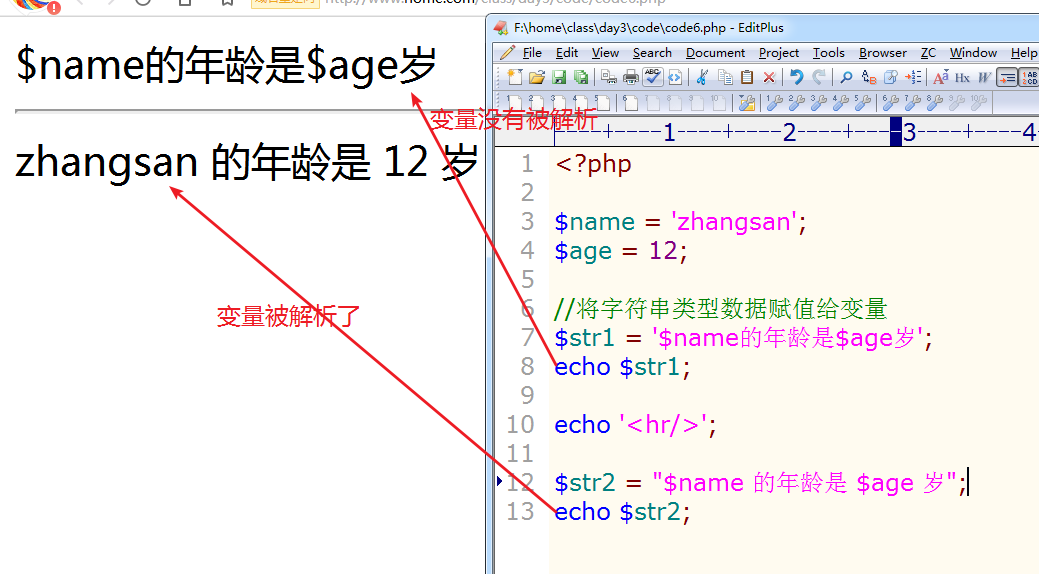 http://www.home.com/class/day3/code/code6.php
F:\home\class\day3\code\code6.php - EditPlus
File Edit View Search Document Project Tools Browser ZC Window Help
$name的年龄是$age岁
变量没有被解析
zhangsan 的年龄是 12 岁
变量被解析了
----+----1----+----2----+----3----+----4
1 <?php
2
3 $name = 'zhangsan';
4 $age = 12;
5
6 //将字符串类型数据赋值给变量
7 $str1 = '$name的年龄是$age岁';
8 echo $str1;
9
10 echo '<hr/>';
11
12 $str2 = "$name 的年龄是 $age 岁";
13 echo $str2;